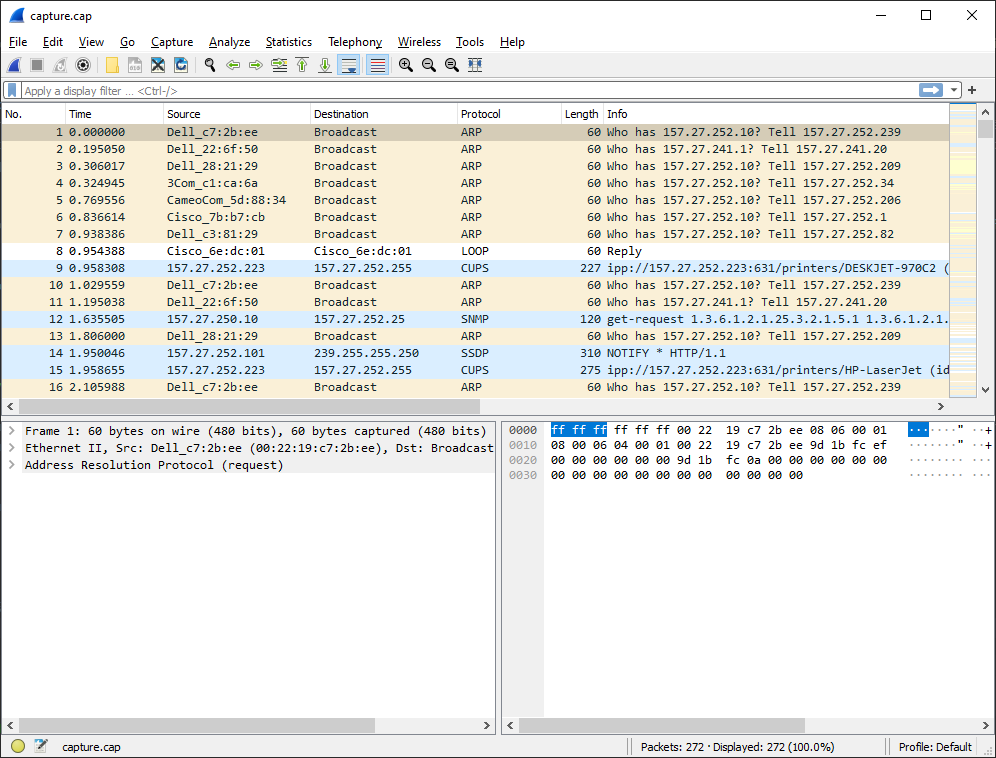 capture.cap
File Edit View Go Capture Analyze Statistics Telephony Wireless Tools Help
Apply a display filter ... <Ctrl-/>
No. Time Source Destination Protocol Length Info
1 0.000000 Dell_c7:2b:ee Broadcast ARP 60 Who has 157.27.252.10? Tell 157.27.252.239
2 0.195050 Dell_22:6f:50 Broadcast ARP 60 Who has 157.27.241.1? Tell 157.27.241.20
3 0.306017 Dell_28:21:29 Broadcast ARP 60 Who has 157.27.252.10? Tell 157.27.252.209
4 0.324945 3Com_c1:ca:6a Broadcast ARP 60 Who has 157.27.252.10? Tell 157.27.252.34
5 0.769556 CameoCom_5d:88:34 Broadcast ARP 60 Who has 157.27.252.10? Tell 157.27.252.206
6 0.836614 Cisco_7b:b7:cb Broadcast ARP 60 Who has 157.27.252.10? Tell 157.27.252.1
7 0.938386 Dell_c3:81:29 Broadcast ARP 60 Who has 157.27.252.10? Tell 157.27.252.82
8 0.954388 Cisco_6e:dc:01 Cisco_6e:dc:01 LOOP 60 Reply
9 0.958308 157.27.252.223 157.27.252.255 CUPS 227 ipp://157.27.252.223:631/printers/DESKJET-970C2 (
10 1.029559 Dell_c7:2b:ee Broadcast ARP 60 Who has 157.27.252.10? Tell 157.27.252.239
11 1.195038 Dell_22:6f:50 Broadcast ARP 60 Who has 157.27.241.1? Tell 157.27.241.20
12 1.635505 157.27.250.10 157.27.252.25 SNMP 120 get-request 1.3.6.1.2.1.25.3.2.1.5.1 1.3.6.1.2.1.
13 1.806000 Dell_28:21:29 Broadcast ARP 60 Who has 157.27.252.10? Tell 157.27.252.209
14 1.950046 157.27.252.101 239.255.255.250 SSDP 310 NOTIFY * HTTP/1.1
15 1.958655 157.27.252.223 157.27.252.255 CUPS 275 ipp://157.27.252.223:631/printers/HP-LaserJet (id
16 2.105988 Dell_c7:2b:ee Broadcast ARP 60 Who has 157.27.252.10? Tell 157.27.252.239
Frame 1: 60 bytes on wire (480 bits), 60 bytes captured (480 bits)
Ethernet II, Src: Dell_c7:2b:ee (00:22:19:c7:2b:ee), Dst: Broadcast
Address Resolution Protocol (request)
0000 ff ff ff ff ff ff 00 22 19 c7 2b ee 08 06 00 01 ······" ··+
0010 08 00 06 04 00 01 00 22 19 c7 2b ee 9d 1b fc ef ·······" ··+
0020 00 00 00 00 00 00 9d 1b fc 0a 00 00 00 00 00 00 ········ ···
0030 00 00 00 00 00 00 00 00 00 00 00 00 ········ ···
capture.cap Packets: 272 · Displayed: 272 (100.0%) Profile: Default